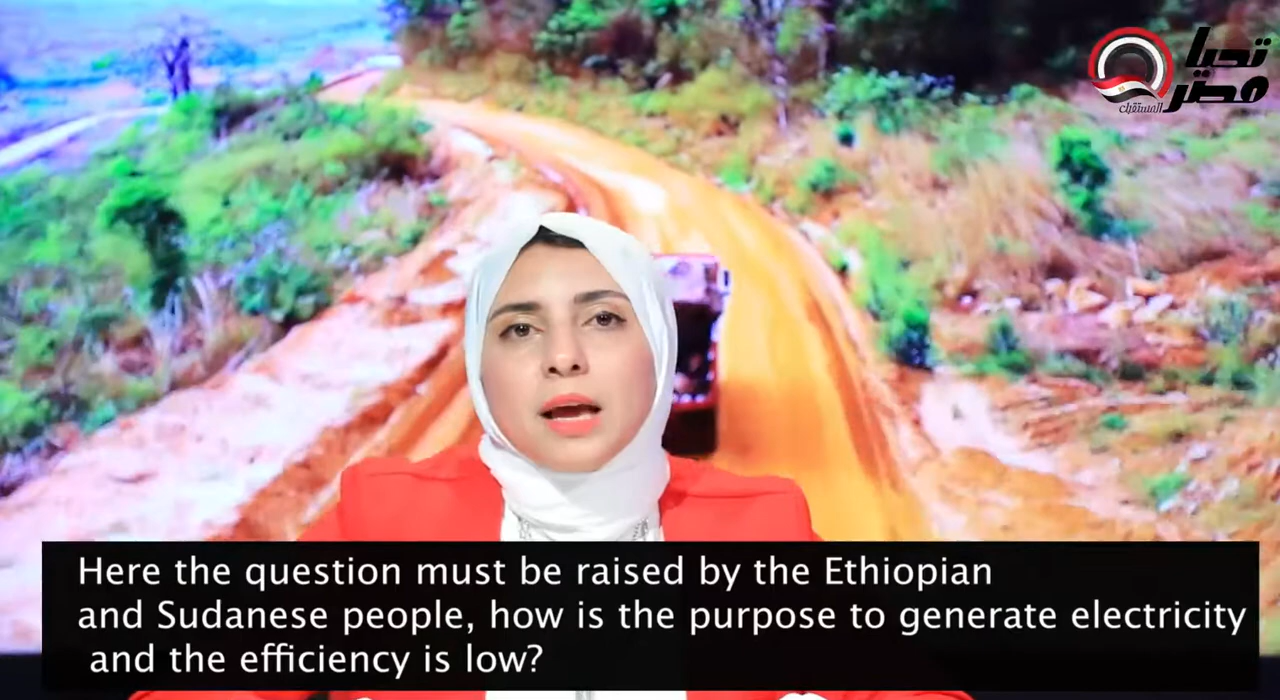 تحيا
مصر
المستقبل
Here the question must be raised by the Ethiopian
and Sudanese people, how is the purpose to generate electricity
and the efficiency is low?